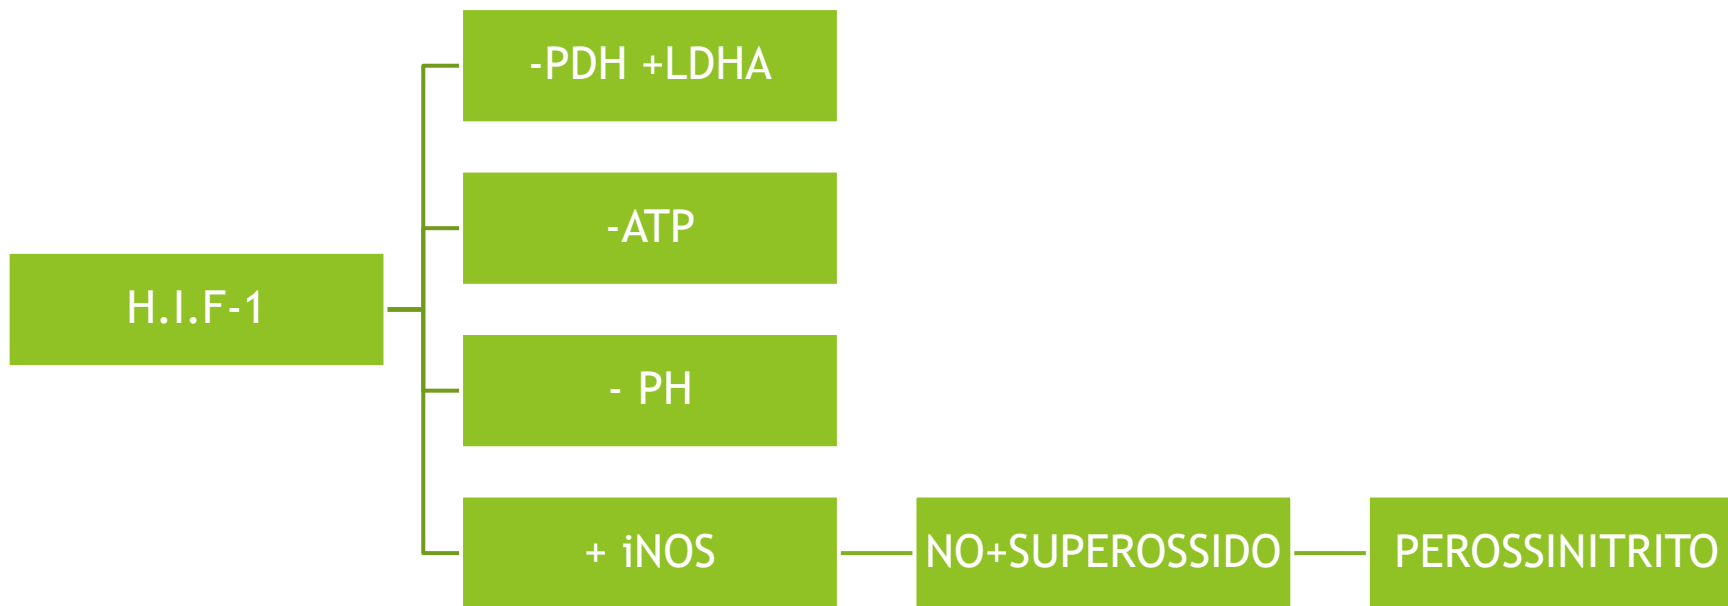 -PDH +LDHA
-ATP
H.I.F-1
- PH
+ iNOS
NO+SUPEROSSIDO
PEROSSINITRITO